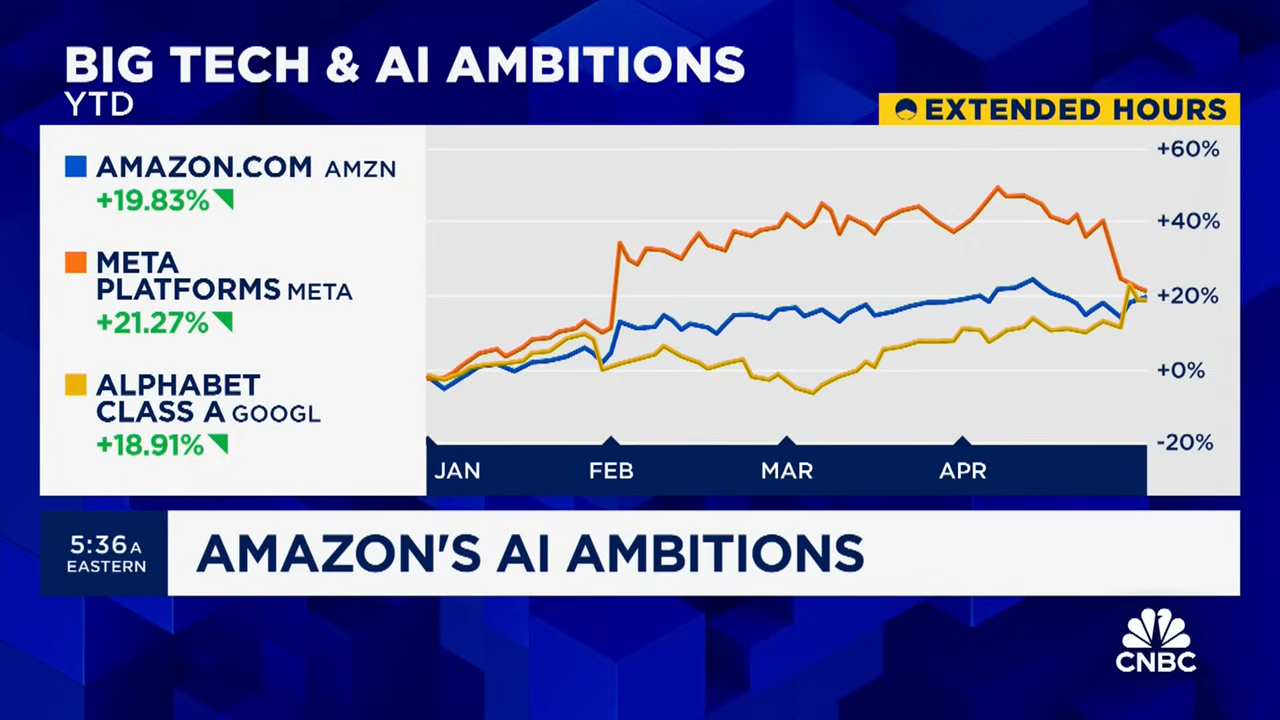 BIG TECH & AI AMBITIONS
YTD
EXTENDED HOURS
AMAZON.COM AMZN
+19.83%
META
PLATFORMS META
+21.27%
ALPHABET
CLASS A GOOGL
+18.91%
+60%
+40%
+20%
+0%
-20%
JAN FEB MAR APR
5:36A
EASTERN
AMAZON'S AI AMBITIONS
CNBC